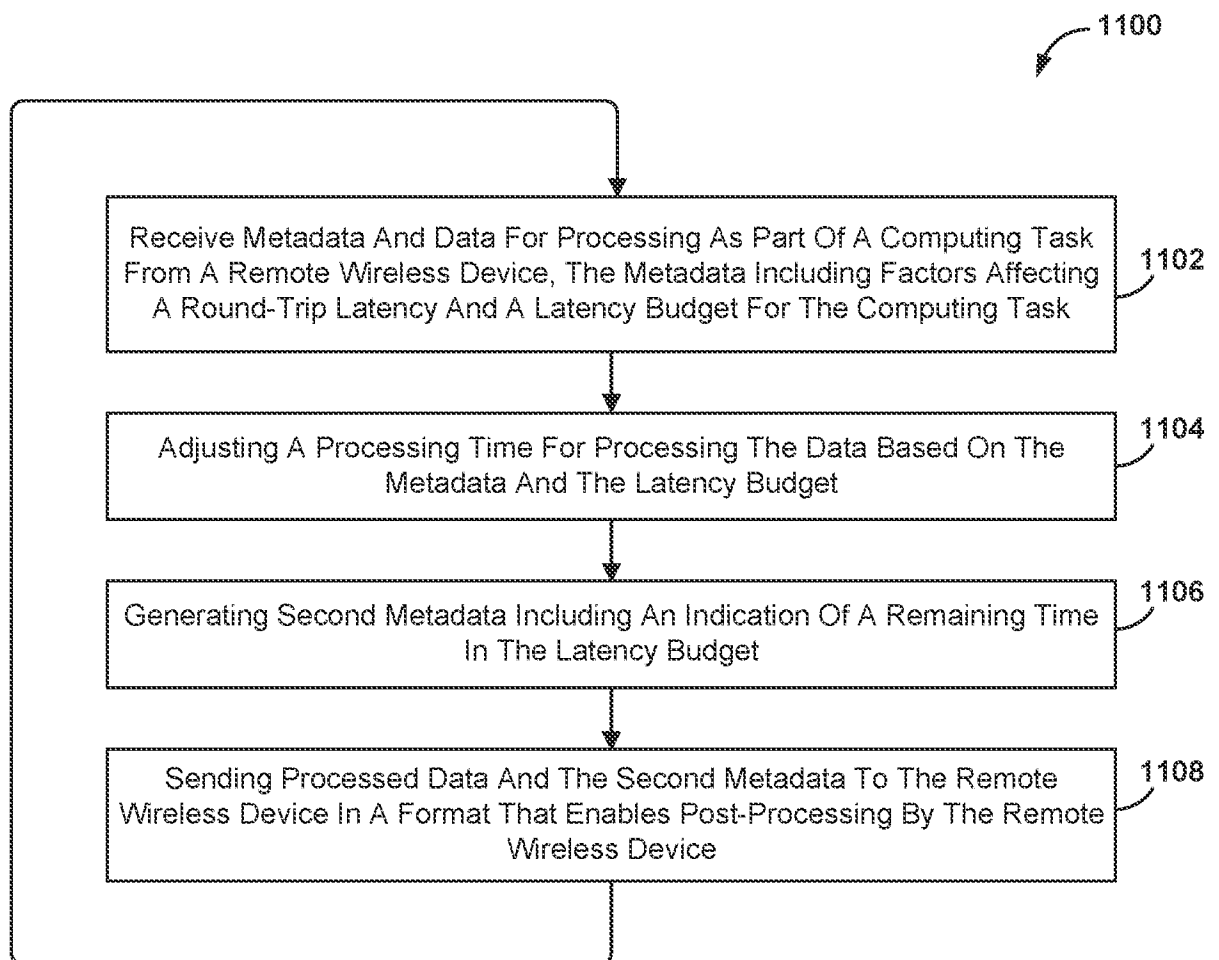 1100
Receive Metadata And Data For Processing As Part Of A Computing Task
From A Remote Wireless Device, The Metadata Including Factors Affecting
A Round-Trip Latency And A Latency Budget For The Computing Task
1102
Adjusting A Processing Time For Processing The Data Based On The
Metadata And The Latency Budget
1104
Generating Second Metadata Including An Indication Of A Remaining Time
In The Latency Budget
1106
Sending Processed Data And The Second Metadata To The Remote
Wireless Device In A Format That Enables Post-Processing By The Remote
Wireless Device
1108